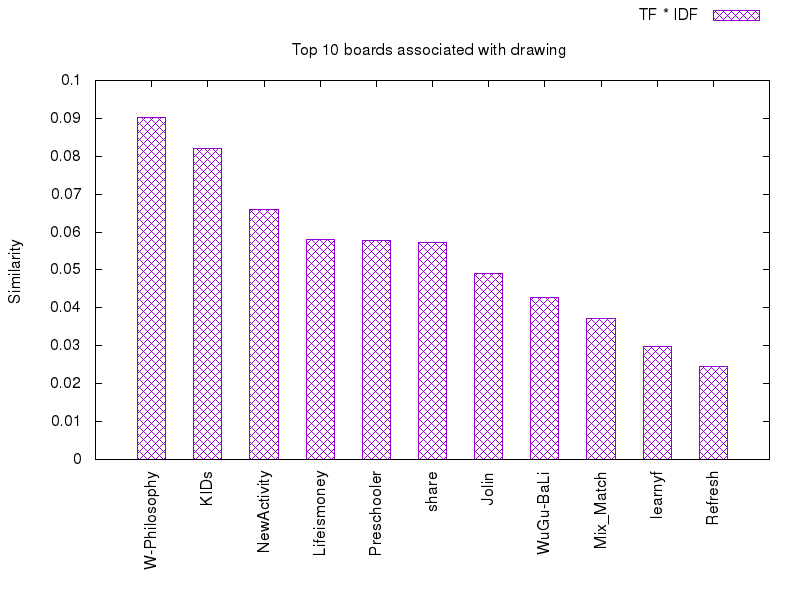 TF * IDF
Top 10 boards associated with drawing
0.1
0.09
0.08
0.07
0.06
0.05
0.04
0.03
0.02
0.01
0
Similarity
W-Philosophy
KIDs
NewActivity
Lifeismoney
Preschooler
share
Jolin
WuGu-BaLi
Mix_Match
learnyf
Refresh